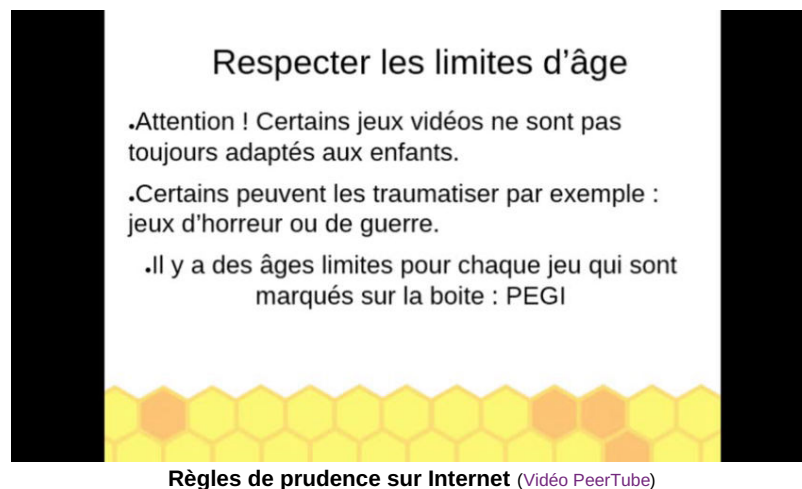 Respecter les limites d’âge
•Attention ! Certains jeux vidéos ne sont pas
toujours adaptés aux enfants.
•Certains peuvent les traumatiser par exemple :
jeux d’horreur ou de guerre.
•Il y a des âges limites pour chaque jeu qui sont
marqués sur la boite : PEGI
Règles de prudence sur Internet (Vidéo PeerTube)